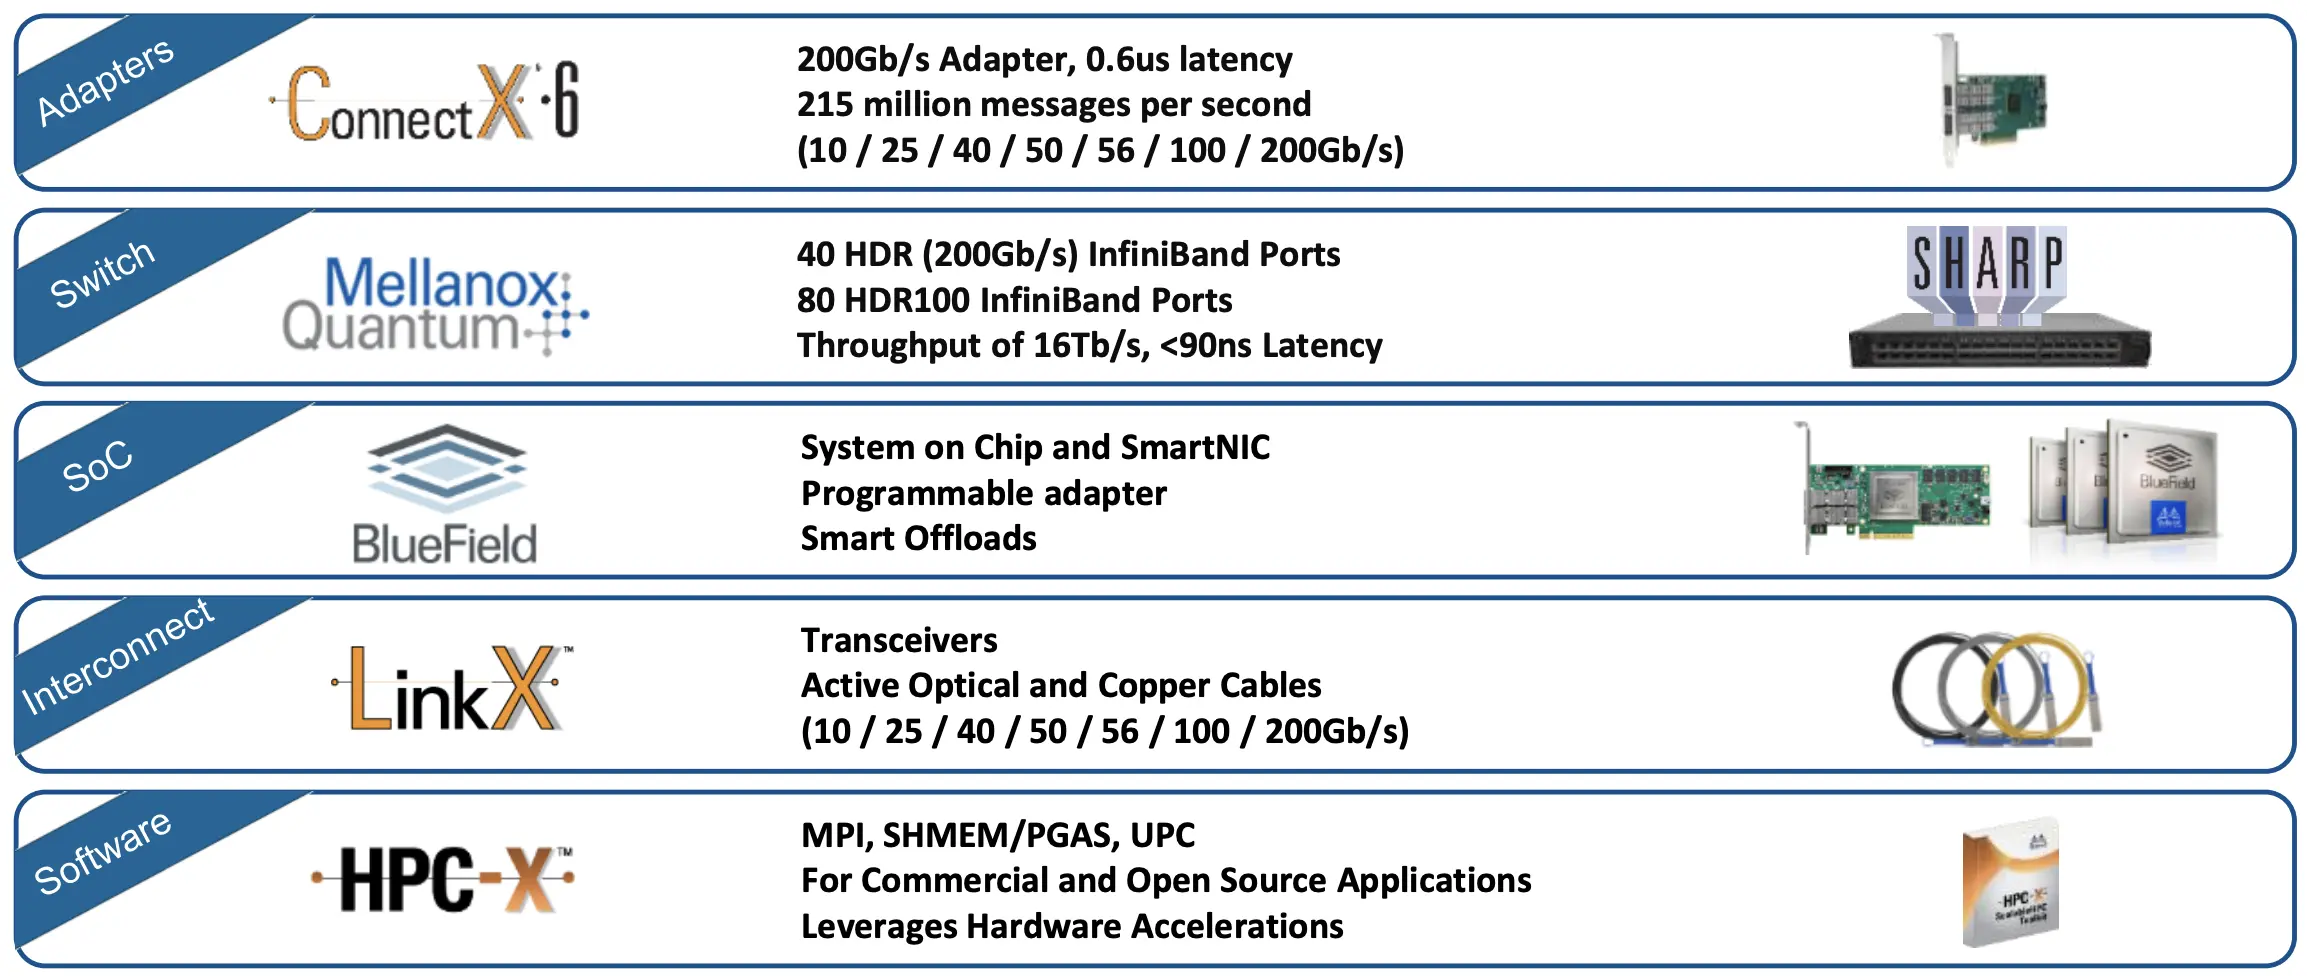 Adapters
ConnectX·6
200Gb/s Adapter, 0.6us latency
215 million messages per second
(10 / 25 / 40 / 50 / 56 / 100 / 200Gb/s)
Switch
Mellanox
Quantum
40 HDR (200Gb/s) InfiniBand Ports
80 HDR100 InfiniBand Ports
Throughput of 16Tb/s, <90ns Latency
SHARP
SoC
BlueField
System on Chip and SmartNIC
Programmable adapter
Smart Offloads
BlueField
Interconnect
LinkX™
Transceivers
Active Optical and Copper Cables
(10 / 25 / 40 / 50 / 56 / 100 / 200Gb/s)
Software
HPC-X™
MPI, SHMEM/PGAS, UPC
For Commercial and Open Source Applications
Leverages Hardware Accelerations
HPC-X
Scalable HPC
Toolkit